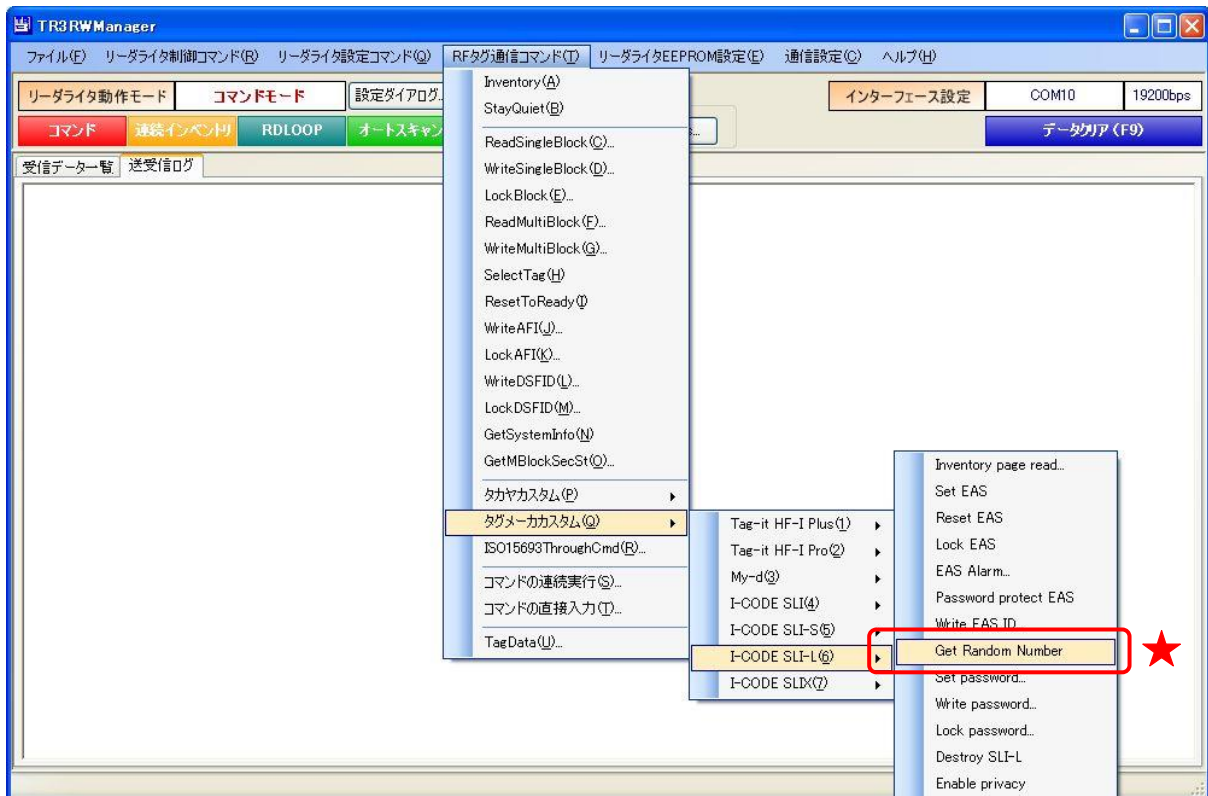 TR3RWManager
ファイル(F) リーダライタ制御コマンド(R) リーダライタ設定コマンド(Q) RFタグ通信コマンド(T) リーダライタEEPROM設定(E) 通信設定(C) ヘルプ(H)
リーダライタ動作モード コマンドモード 設定ダイアログ... インターフェース設定 COM10 19200bps
コマンド 連続インベントリ RDLOOP オートスキャン データクリア(F9)
受信データ一覧 送受信ログ
Inventory(A)
StayQuiet(B)
ReadSingleBlock(C)...
WriteSingleBlock(D)...
LockBlock(E)...
ReadMultiBlock(F)...
WriteMultiBlock(G)...
SelectTag(H)
ResetToReady(I)
WriteAFI(J)...
LockAFI(K)...
WriteDSFID(L)...
LockDSFID(M)...
GetSystemInfo(N)
GetMBlockSecSt(O)...
タカヤカスタム(P)
タグメーカカスタム(Q)
ISO15693ThroughCmd(R)...
コマンドの連続実行(S)...
コマンドの直接入力(T)...
TagData(U)...
Tag-it HF-I Plus(1)
Tag-it HF-I Pro(2)
My-d(3)
I-CODE SLI(4)
I-CODE SLI-S(5)
I-CODE SLI-L(6)
I-CODE SLIX(7)
Inventory page read...
Set EAS
Reset EAS
Lock EAS
EAS Alarm...
Password protect EAS
Write EAS ID...
Get Random Number
Set password...
Write password...
Lock password...
Destroy SLI-L
Enable privacy